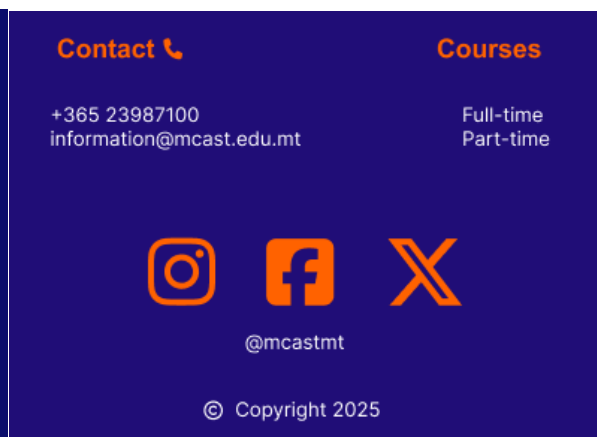 Contact
Courses
+365 23987100
information@mcast.edu.mt
Full-time
Part-time
@mcastmt
© Copyright 2025